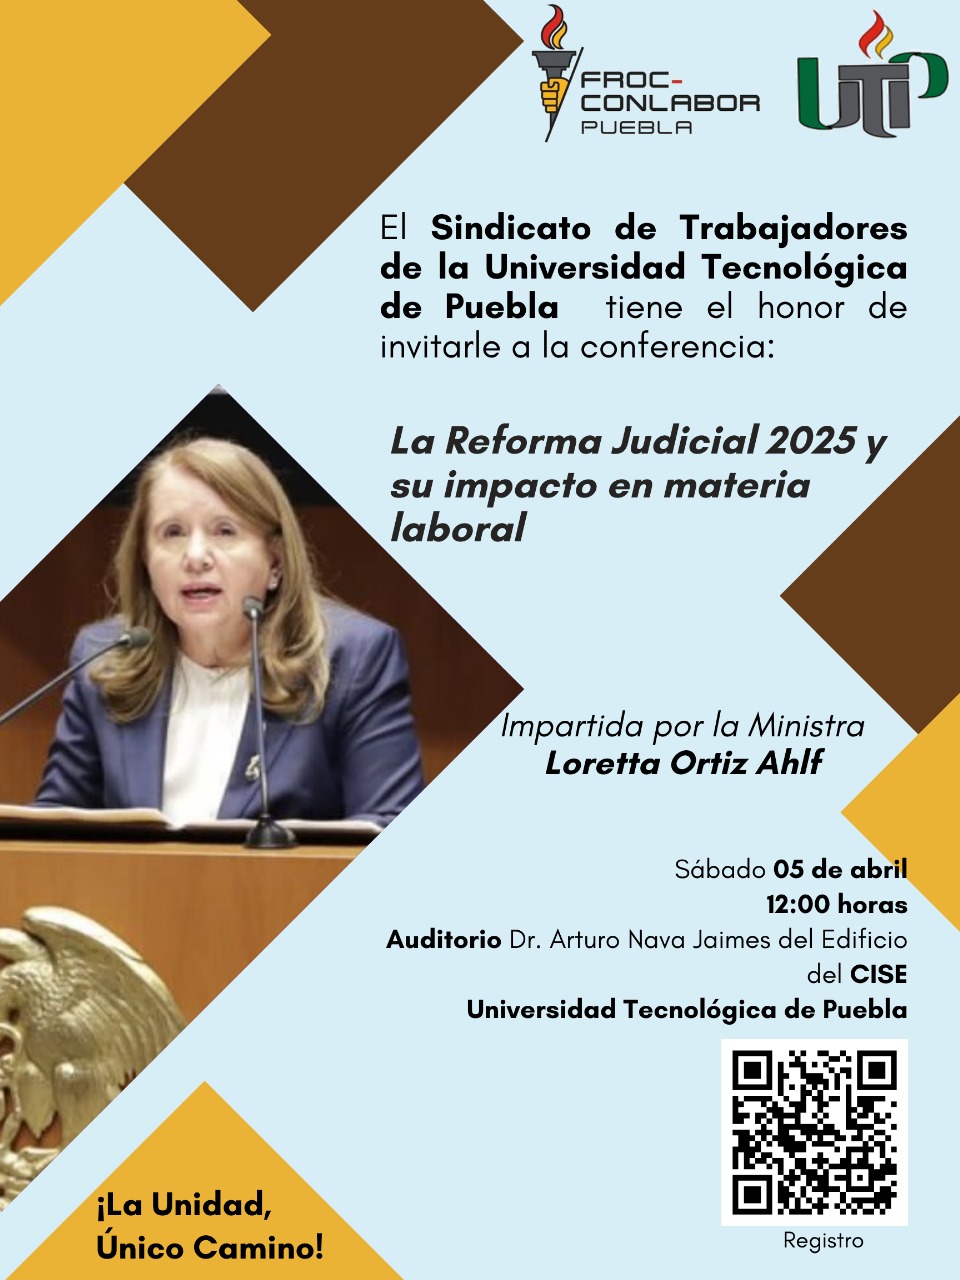 FROC-
CONLABOR
PUEBLA
UTP
El Sindicato de Trabajadores
de la Universidad Tecnológica
de Puebla tiene el honor de
invitarle a la conferencia:
La Reforma Judicial 2025 y
su impacto en materia
laboral
Impartida por la Ministra
Loretta Ortiz Ahlf
Sábado 05 de abril
12:00 horas
Auditorio Dr. Arturo Nava Jaimes del Edificio
del CISE
Universidad Tecnológica de Puebla
Registro
¡La Unidad,
Único Camino!